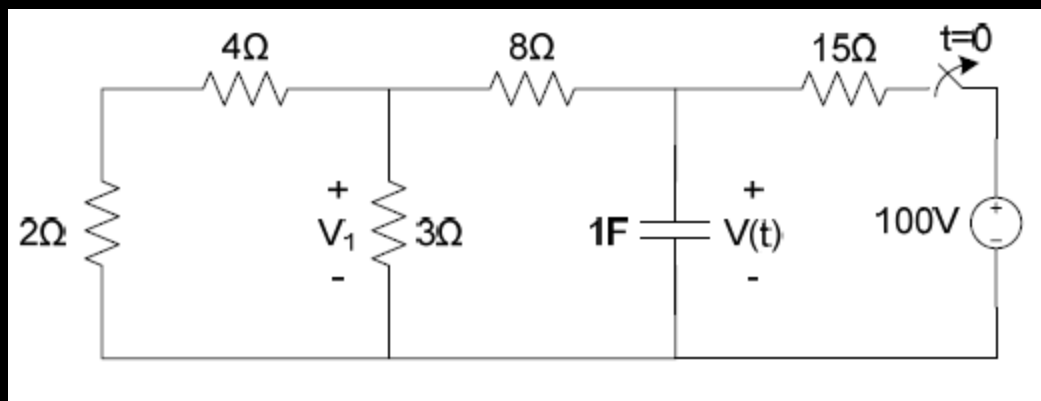 4Ω 8Ω 15Ω t=0
2Ω + V₁ - 3Ω 1F + V(t) - 100V + -